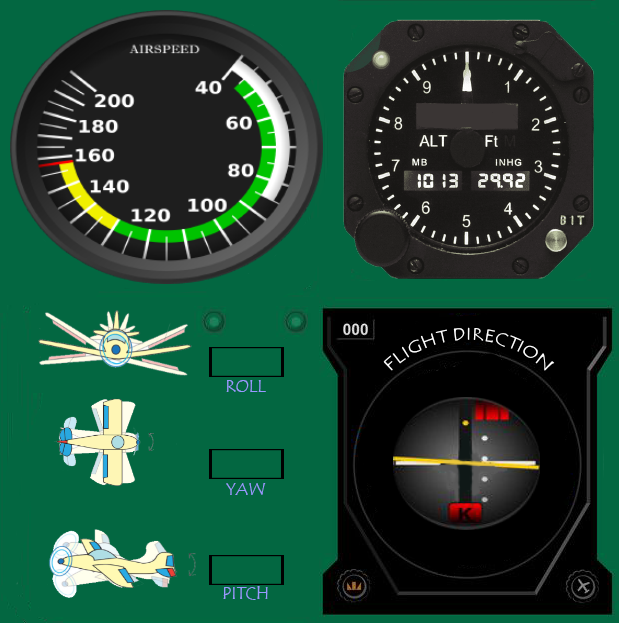 AIRSPEED
40
60
80
100
120
140
160
180
200
9 1
8 2
ALT Ft
7 3
MB INHG
1013 29.92
6 4
5
BIT
ROLL
YAW
PITCH
000
FLIGHT DIRECTION
K